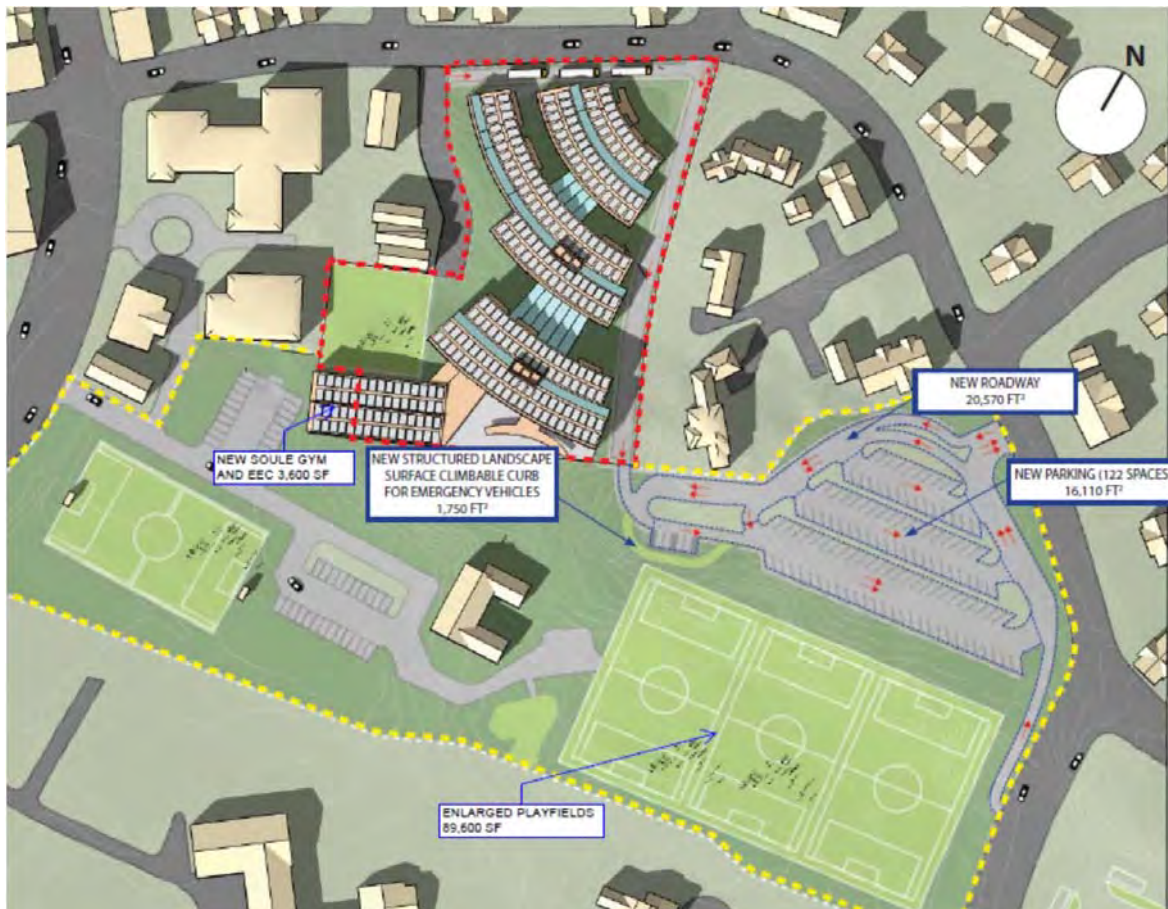 N
NEW ROADWAY
20,570 FT²
NEW SOULE GYM
AND EEC 3,600 SF
NEW STRUCTURED LANDSCAPE
SURFACE CLIMBABLE CURB
FOR EMERGENCY VEHICLES
1,750 FT²
NEW PARKING (122 SPACES
16,110 FT²
ENLARGED PLAYFIELDS
89,600 SF